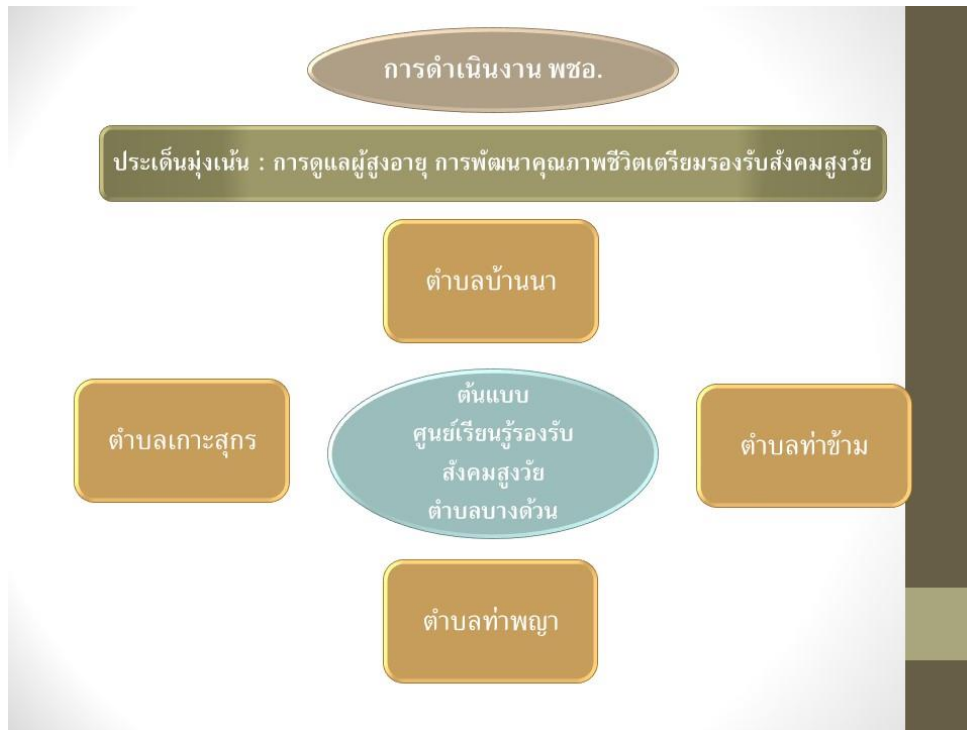 การดำเนินงาน พชอ.
ประเด็นมุ่งเน้น : การดูแลผู้สูงอายุ การพัฒนาคุณภาพชีวิตเตรียมรองรับสังคมสูงวัย
ตำบลบ้านนา
ตำบลเกาะสุกร
ต้นแบบ
ศูนย์เรียนรู้รองรับ
สังคมสูงวัย
ตำบลบางด้วน
ตำบลท่าข้าม
ตำบลท่าพญา